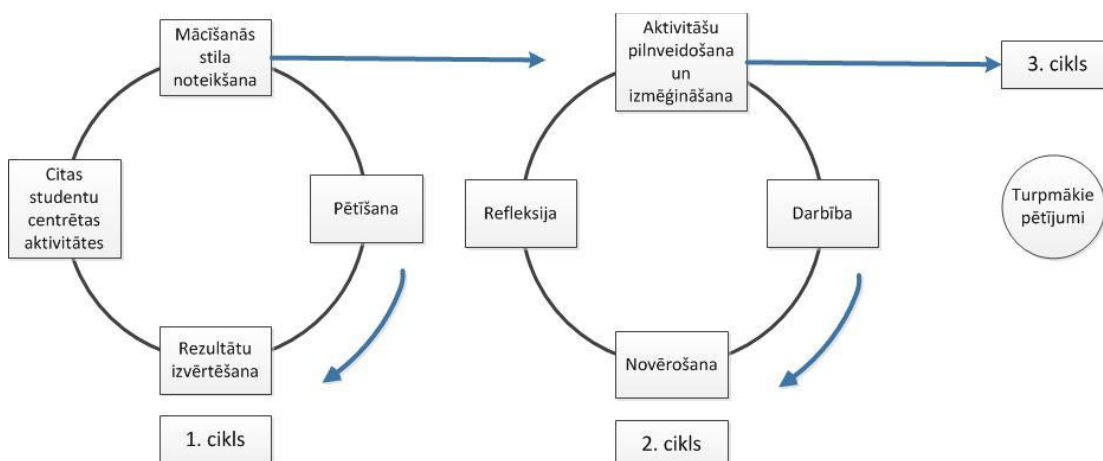 Mācīšanās
stila
noteikšana
Pētīšana
Rezultātu
izvērtēšana
Citas
studentu
centrētas
aktivitātes
1. cikls
Aktivitāšu
pilnveidošana
un
izmēģināšana
Darbība
Novērošana
Refleksija
2. cikls
3. cikls
Turpmākie
pētījumi